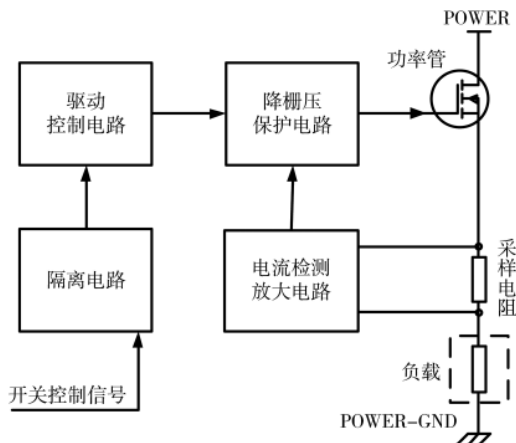 POWER
功率管
驱动
控制电路
降栅压
保护电路
隔离电路
电流检测
放大电路
采样电阻
开关控制信号
负载
POWER-GND